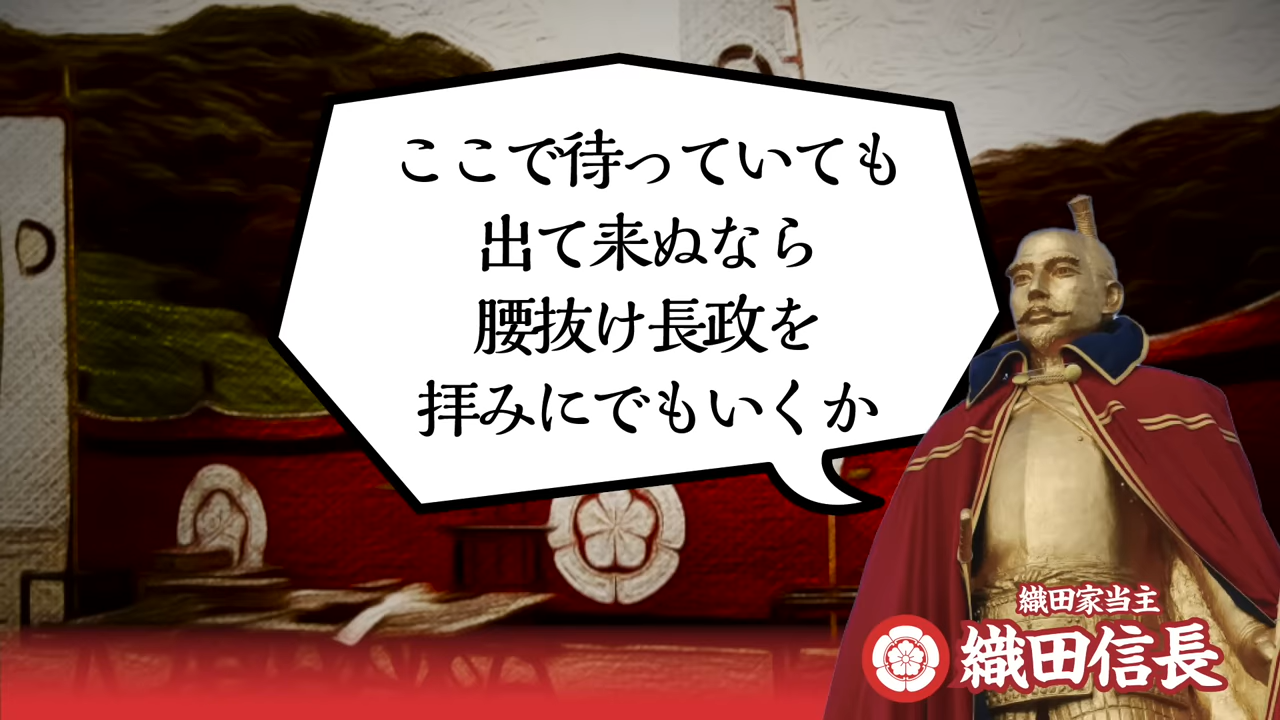 ここで待っていても
出て来ぬなら
腰抜け長政を
拝みにでもいくか
織田家当主
織田信長